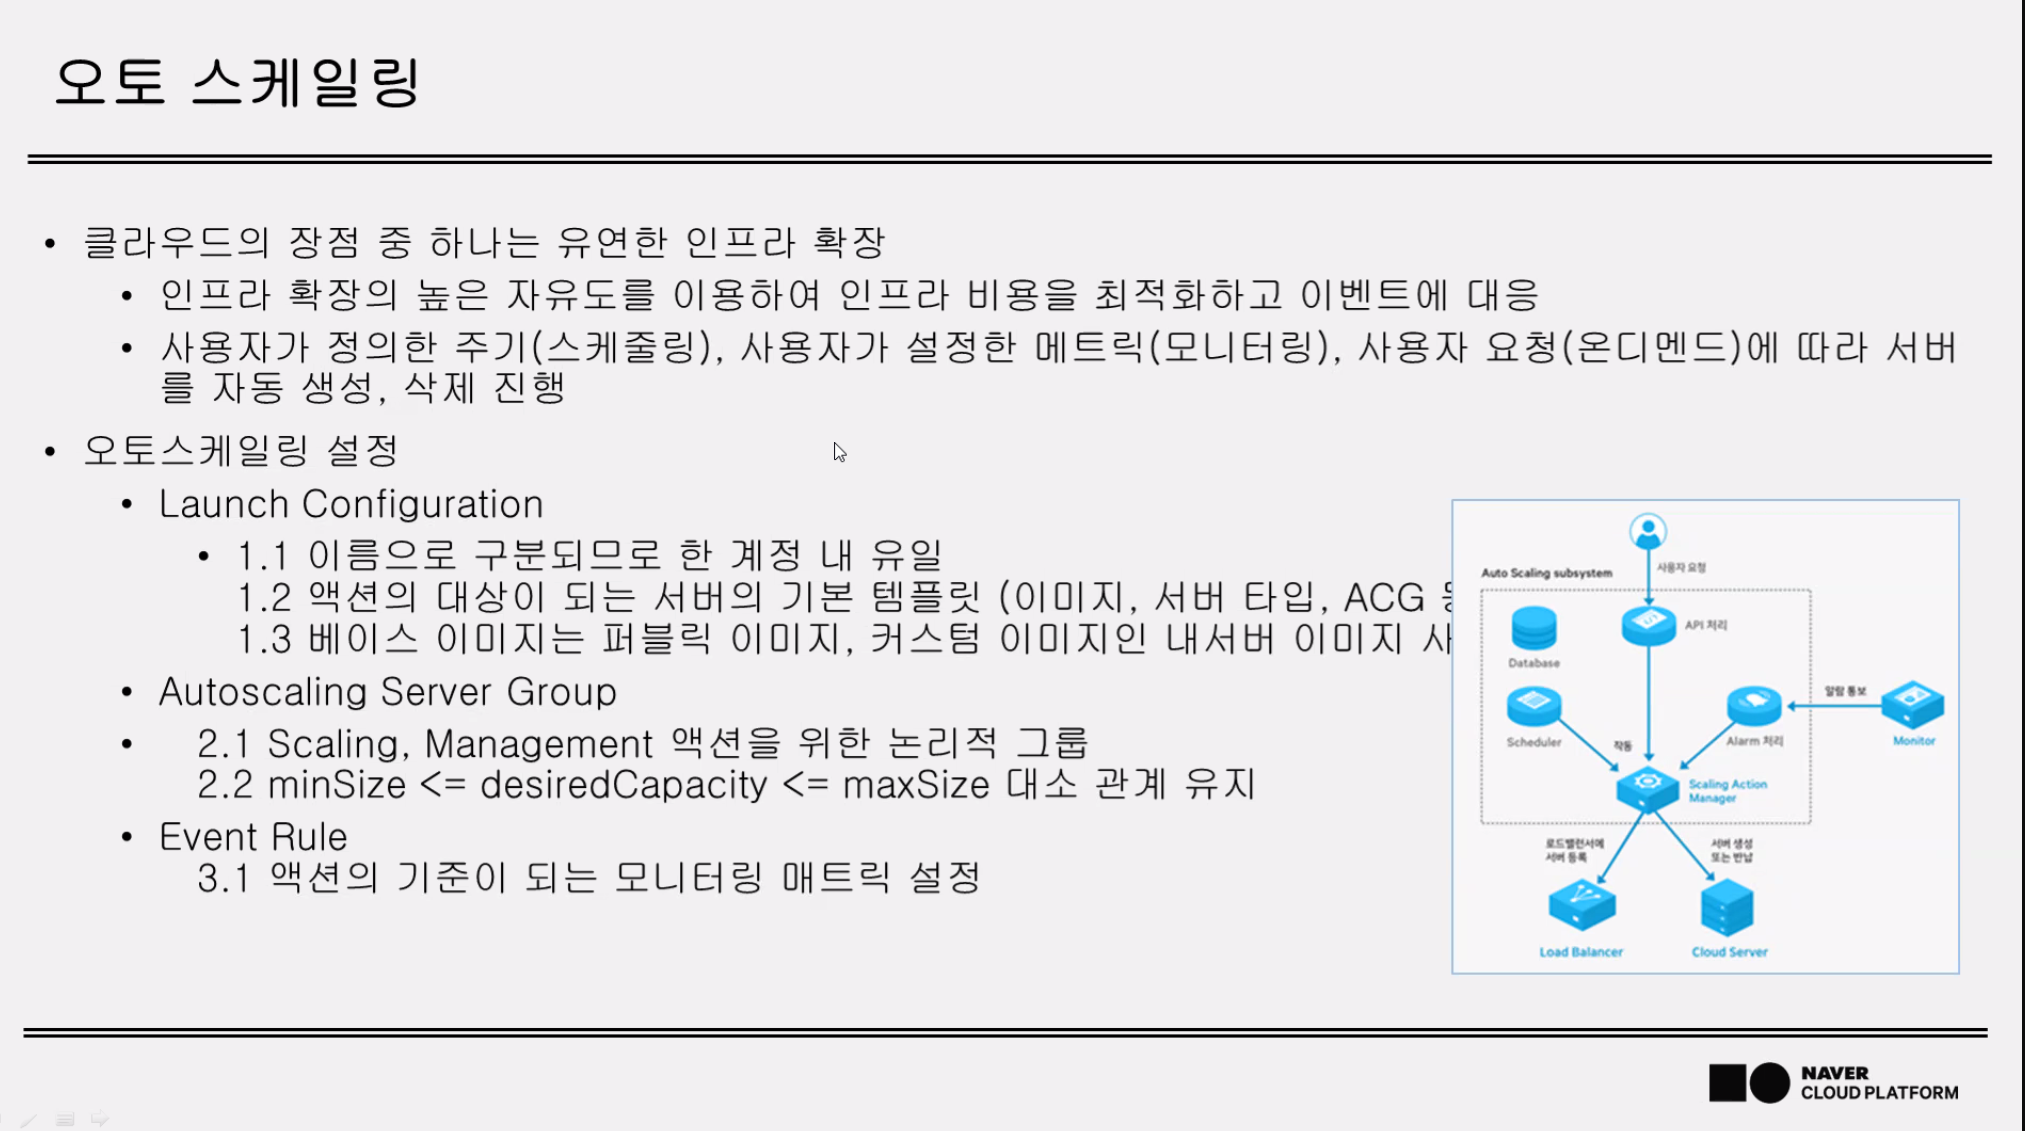 오토 스케일링
• 클라우드의 장점 중 하나는 유연한 인프라 확장
• 인프라 확장의 높은 자유도를 이용하여 인프라 비용을 최적화하고 이벤트에 대응
• 사용자가 정의한 주기(스케줄링), 사용자가 설정한 메트릭(모니터링), 사용자 요청(온디멘드)에 따라 서버
를 자동 생성, 삭제 진행
• 오토스케일링 설정
• Launch Configuration
• 1.1 이름으로 구분되므로 한 계정 내 유일
1.2 액션의 대상이 되는 서버의 기본 템플릿 (이미지, 서버 타입, ACG
1.3 베이스 이미지는 퍼블릭 이미지, 커스텀 이미지인 내서버 이미지 사
• Autoscaling Server Group
• 2.1 Scaling, Management 액션을 위한 논리적 그룹
2.2 minSize <= desiredCapacity <= maxSize 대소 관계 유지
• Event Rule
3.1 액션의 기준이 되는 모니터링 매트릭 설정
사용자 요청
Auto Scaling subsystem
API 처리
Database
알람 통보
Scheduler
작동
Alarm 처리
Monitor
Scaling Action
Manager
로드밸런서에
서버 등록
서버 생성
또는 반납
Load Balancer
Cloud Server
NAVER
CLOUD PLATFORM